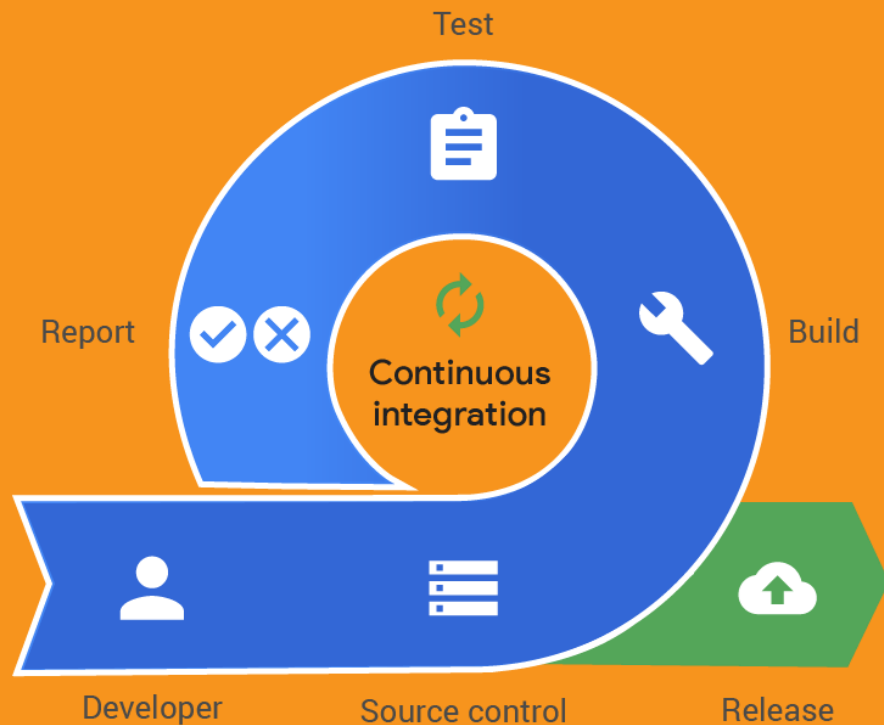 Test
Report
Build
Continuous
integration
Developer
Source control
Release